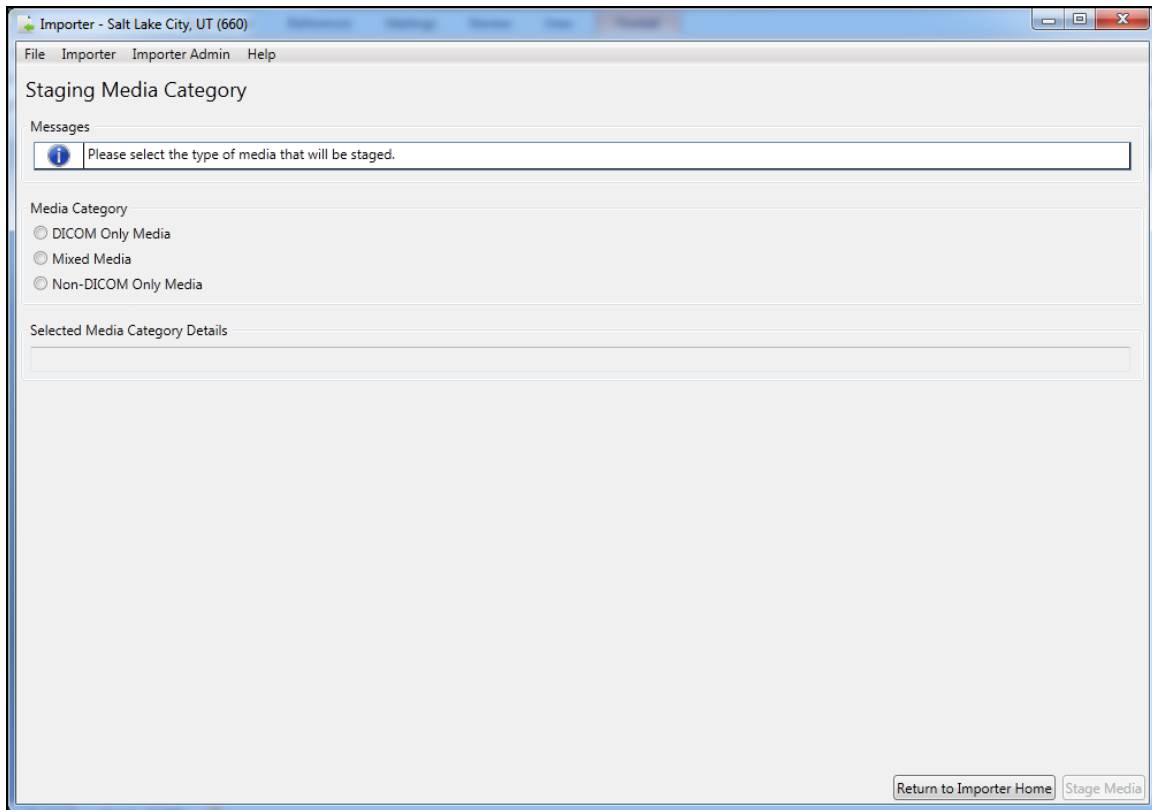 Importer - Salt Lake City, UT (660)
File Importer Importer Admin Help
Staging Media Category
Messages
Please select the type of media that will be staged.
Media Category
DICOM Only Media
Mixed Media
Non-DICOM Only Media
Selected Media Category Details
Return to Importer Home Stage Media